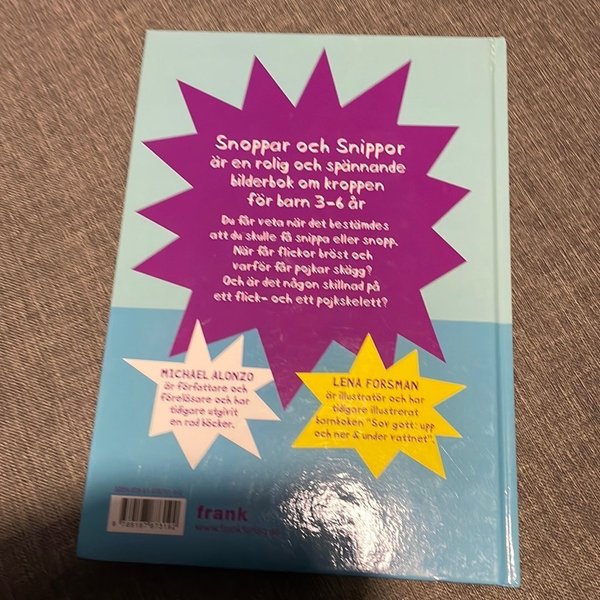 Snoppar och Snippor
är en rolig och spännande
bilderbok om kroppen
för barn 3-6 år
Du får veta när det bestämdes
att du skulle få snippa eller snopp.
När får flickor bröst och
varför får pojkar skägg?
Och är det någon skillnad på
ett flick- och ett pojkskelett?
MICHAEL ALONZO
är författare och
förelösare och har
tidigare utgivit
en rad böcker.
LENA FORSMAN
är illustratör och har
tidigare illustrerat
barnboken "Sov gott: upp
och ner & under vattnet".
frank